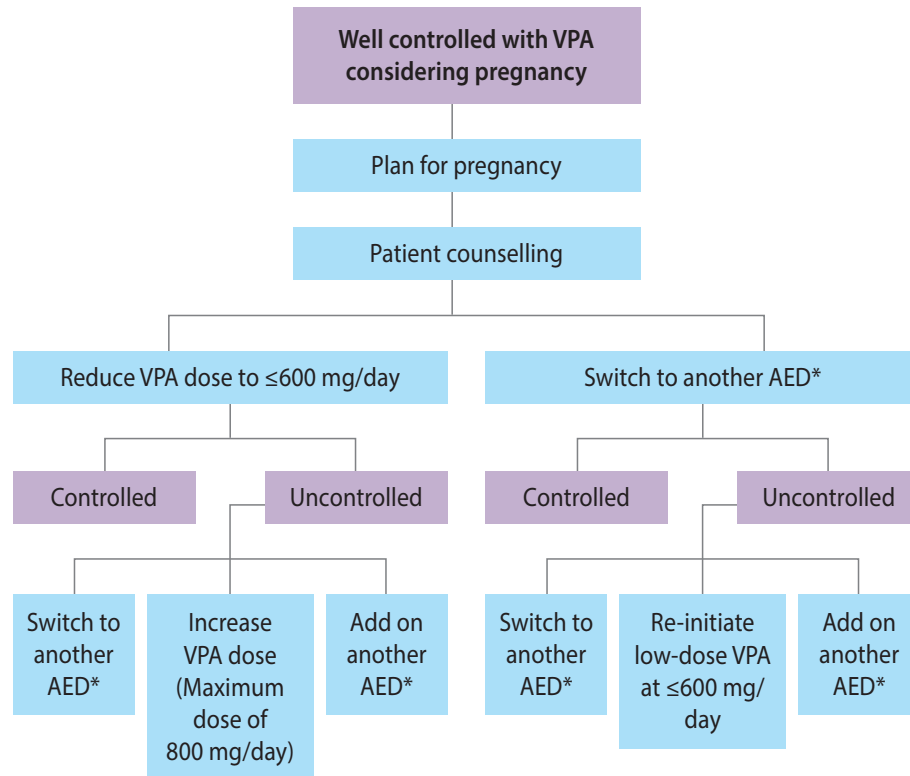 Well controlled with VPA
considering pregnancy
Plan for pregnancy
Patient counselling
Reduce VPA dose to ≤600 mg/day
Switch to another AED*
Controlled
Uncontrolled
Controlled
Uncontrolled
Switch to
another
AED*
Increase
VPA dose
(Maximum
dose of
800 mg/day)
Add on
another
AED*
Switch to
another
AED*
Re-initiate
low-dose VPA
at ≤600 mg/
day
Add on
another
AED*